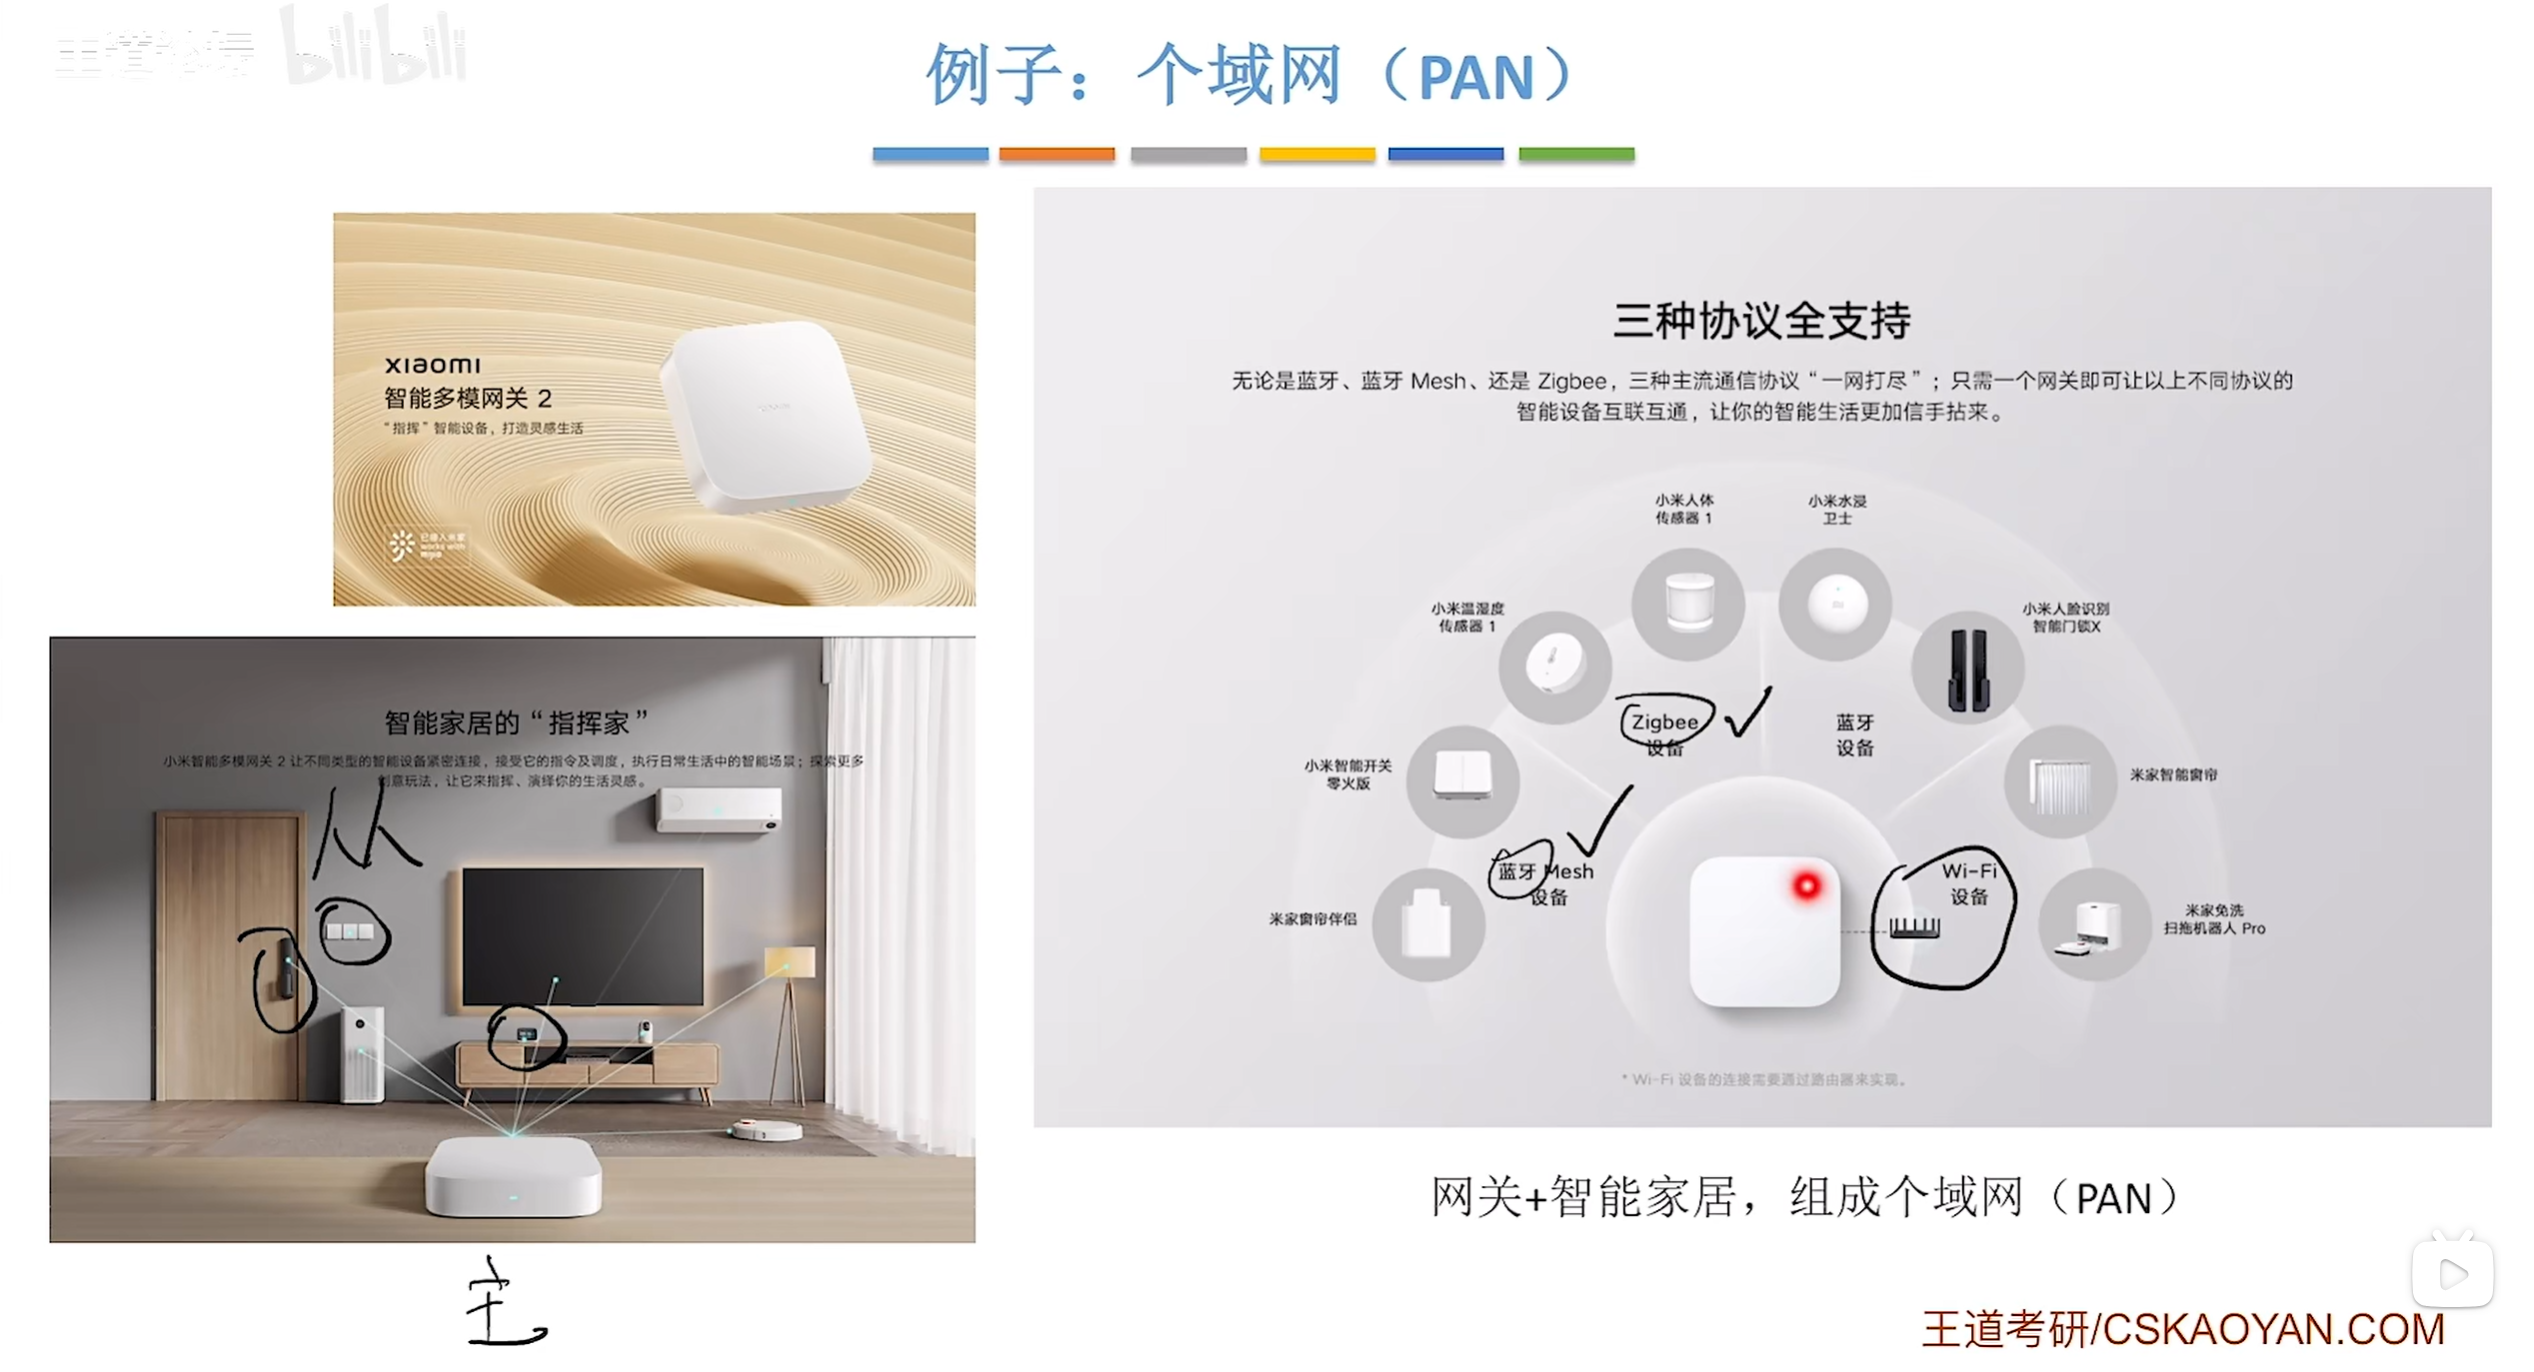 王道论坛 bilibili
例子：个域网（PAN）
xıaomı
智能多模网关 2
“指挥”智能设备，打造灵感生活
已接入米家
works with
mijia
智能家居的“指挥家”
小米智能多模网关 2 让不同类型的智能设备紧密连接，接受它的指令及调度，执行日常生活中的智能场景；探索更多
创意玩法，让它来指挥、演绎你的生活灵感。
从
主
三种协议全支持
无论是蓝牙、蓝牙 Mesh、还是 Zigbee，三种主流通信协议“一网打尽”；只需一个网关即可让以上不同协议的
智能设备互联互通，让你的智能生活更加信手拈来。
小米人体
传感器 1
小米水浸
卫士
小米温湿度
传感器 1
小米人脸识别
智能门锁X
Zigbee
设备
蓝牙
设备
小米智能开关
零火版
米家智能窗帘
蓝牙 Mesh
设备
Wi-Fi
设备
米家窗帘伴侣
米家免洗
扫拖机器人 Pro
* Wi-Fi 设备的连接需要通过路由器来实现。
网关+智能家居，组成个域网（PAN）
王道考研/CSKAOYAN.COM